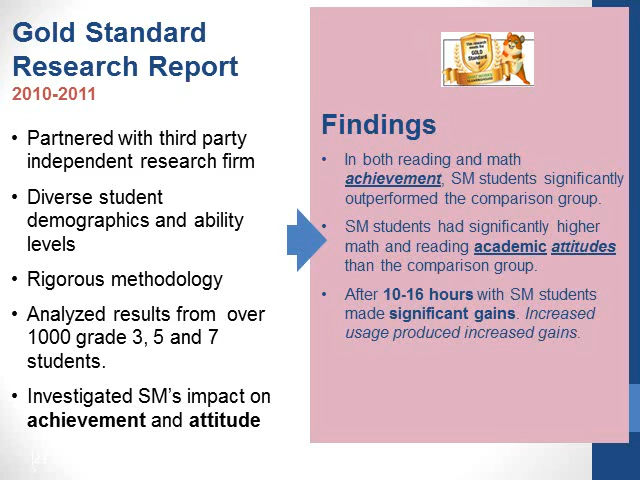 Gold Standard
Research Report
2010-2011
• Partnered with third party
independent research firm
• Diverse student
demographics and ability
levels
• Rigorous methodology
• Analyzed results from over
1000 grade 3, 5 and 7
students.
• Investigated SM's impact on
achievement and attitude
GOLD
Standard
Findings
• In both reading and math
achievement, SM students significantly
outperformed the comparison group.
• SM students had significantly higher
math and reading academic attitudes
than the comparison group.
• After 10-16 hours with SM students
made significant gains. Increased
usage produced increased gains.